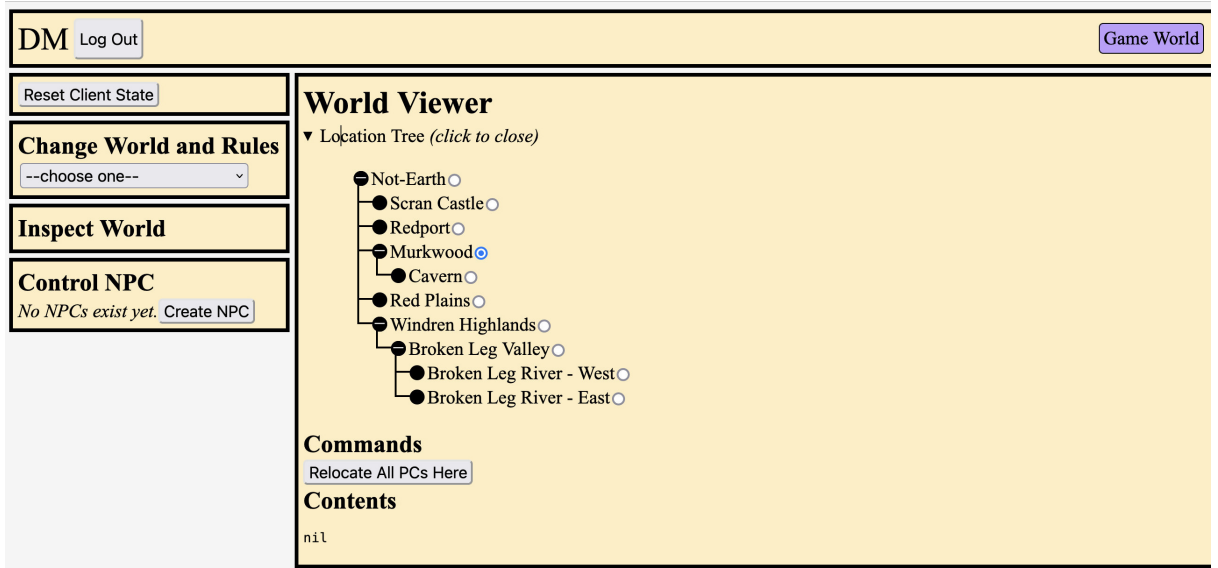 DM Log Out Game World
Reset Client State
Change World and Rules
--choose one--
Inspect World
Control NPC
No NPCs exist yet. Create NPC
World Viewer
▼ Location Tree (click to close)
Not-Earth
Scran Castle
Redport
Murkwood
Cavern
Red Plains
Windren Highlands
Broken Leg Valley
Broken Leg River - West
Broken Leg River - East
Commands
Relocate All PCs Here
Contents
nil